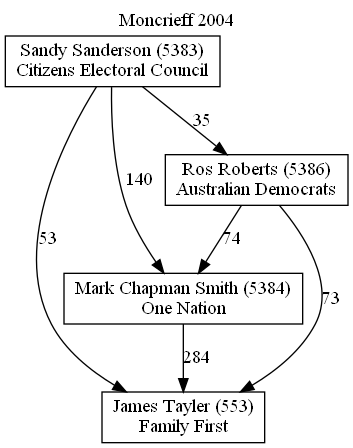 Moncrieff 2004
Sandy Sanderson (5383)
Citizens Electoral Council
35
Ros Roberts (5386)
Australian Democrats
140
53
74
Mark Chapman Smith (5384)
One Nation
73
284
James Tayler (553)
Family First